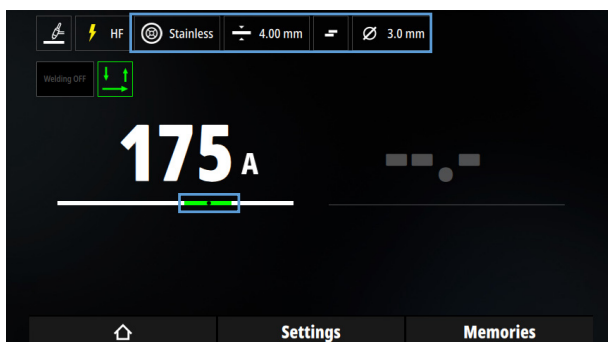 HF Stainless 4.00 mm Ø 3.0 mm
Welding OFF
175 A --.-
Settings Memories